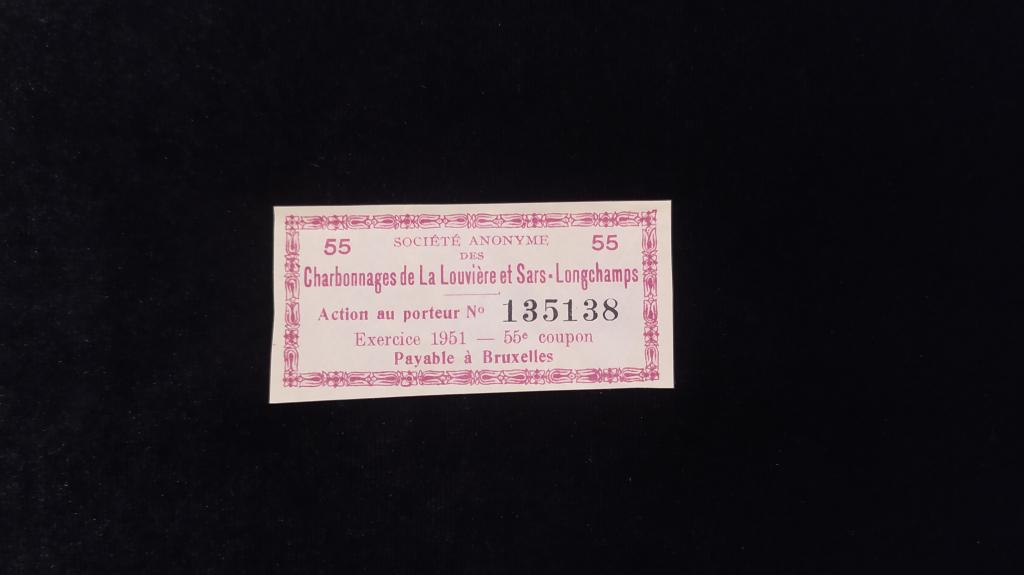 55 SOCIÉTÉ ANONYME 55
DES
Charbonnages de La Louvière et Sars-Longchamps
Action au porteur Nº 135138
Exercice 1951 — 55e coupon
Payable à Bruxelles